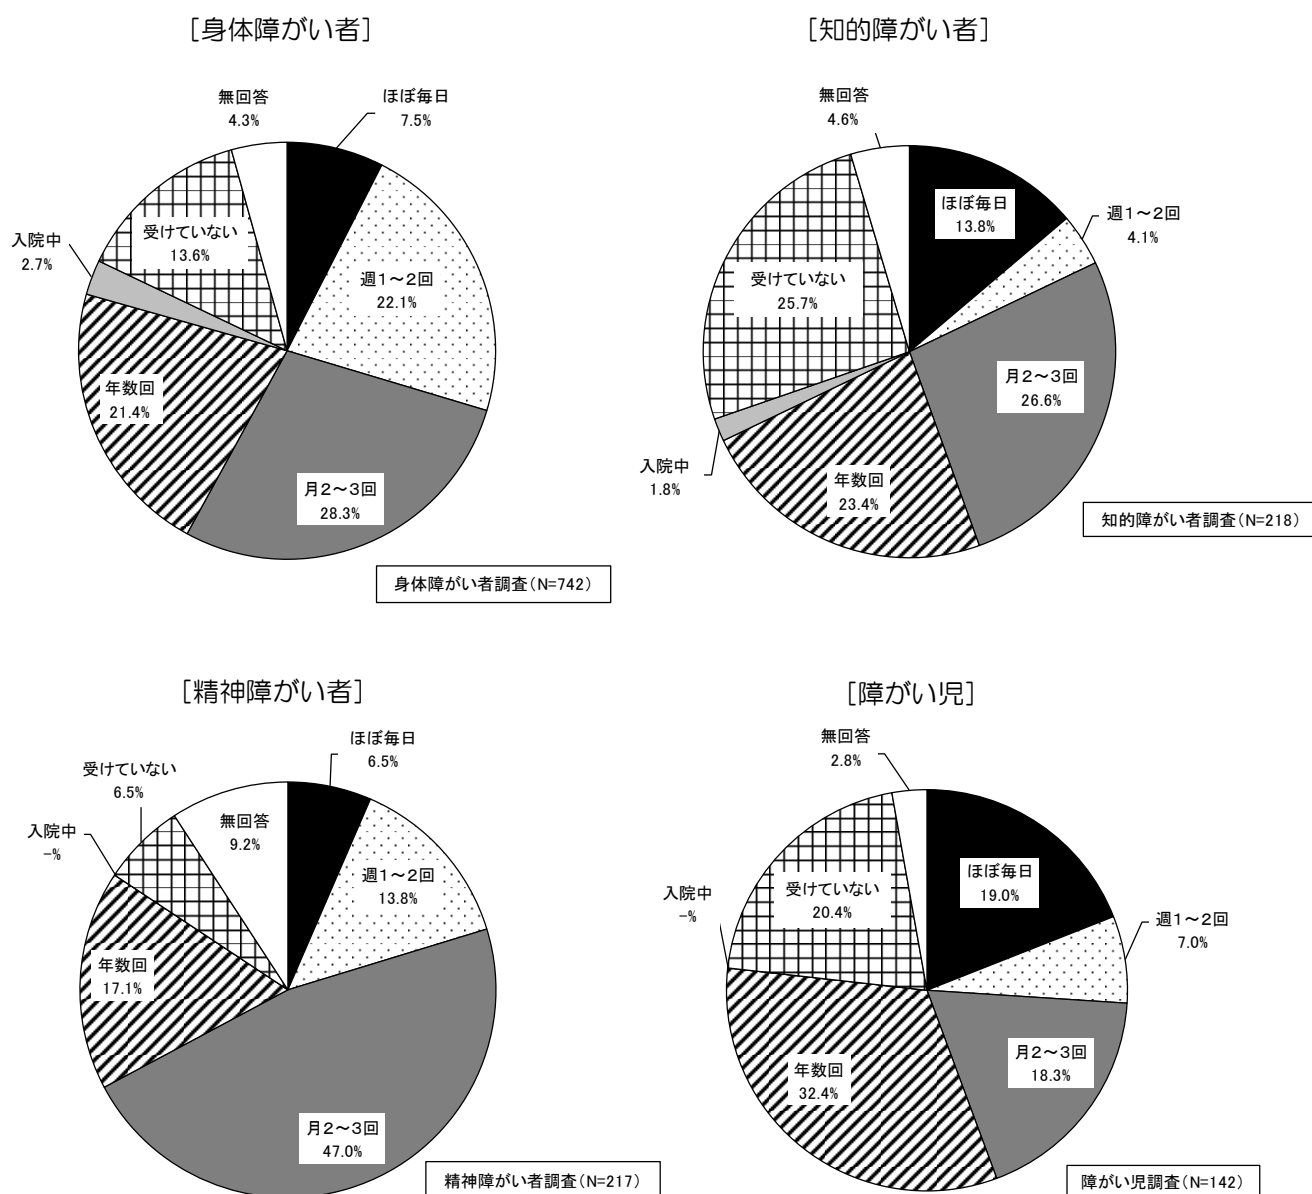 ［身体障がい者］
無回答
4.3%
ほぼ毎日
7.5%
週1～2回
22.1%
月2～3回
28.3%
年数回
21.4%
入院中
2.7%
受けていない
13.6%
身体障がい者調査(N=742)
［知的障がい者］
無回答
4.6%
ほぼ毎日
13.8%
週1～2回
4.1%
月2～3回
26.6%
年数回
23.4%
入院中
1.8%
受けていない
25.7%
知的障がい者調査(N=218)
［精神障がい者］
ほぼ毎日
6.5%
週1～2回
13.8%
月2～3回
47.0%
年数回
17.1%
入院中
-%
受けていない
6.5%
無回答
9.2%
精神障がい者調査(N=217)
［障がい児］
無回答
2.8%
ほぼ毎日
19.0%
週1～2回
7.0%
月2～3回
18.3%
年数回
32.4%
入院中
-%
受けていない
20.4%
障がい児調査(N=142)